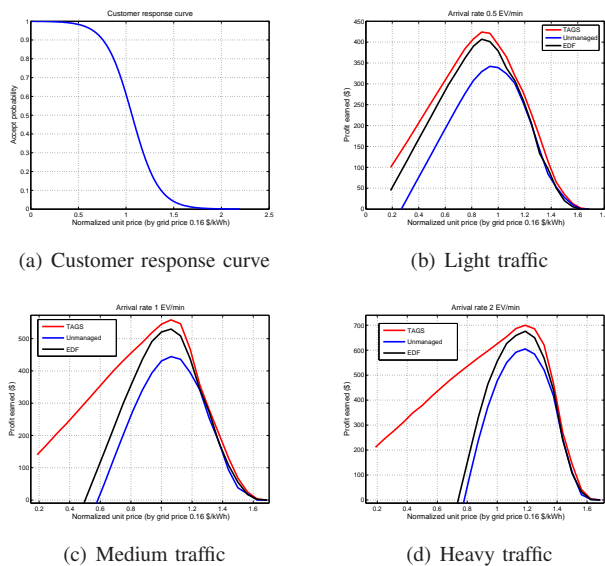 Customer response curve
1
0.9
0.8
0.7
0.6
0.5
0.4
0.3
0.2
0.1
0
Accept probability
0 0.5 1 1.5 2 2.5
Normalized unit price (by grid price 0.16 $/kWh)
(a) Customer response curve
Arrival rate 0.5 EV/min
450
400
350
300
250
200
150
100
50
0
Profit earned ($)
TAGS
Unmanaged
EDF
0 0.2 0.4 0.6 0.8 1 1.2 1.4 1.6 1.8
Normalized unit price (by grid price 0.16 $/kWh)
(b) Light traffic
Arrival rate 1 EV/min
500
400
300
200
100
0
Profit earned ($)
TAGS
Unmanaged
EDF
0.2 0.4 0.6 0.8 1 1.2 1.4 1.6
Normalized unit price (by grid price 0.16 $/kWh)
(c) Medium traffic
Arrival rate 2 EV/min
700
600
500
400
300
200
100
0
Profit earned ($)
TAGS
Unmanaged
EDF
0.2 0.4 0.6 0.8 1 1.2 1.4 1.6
Normalized unit price (by grid price 0.16 $/kWh)
(d) Heavy traffic